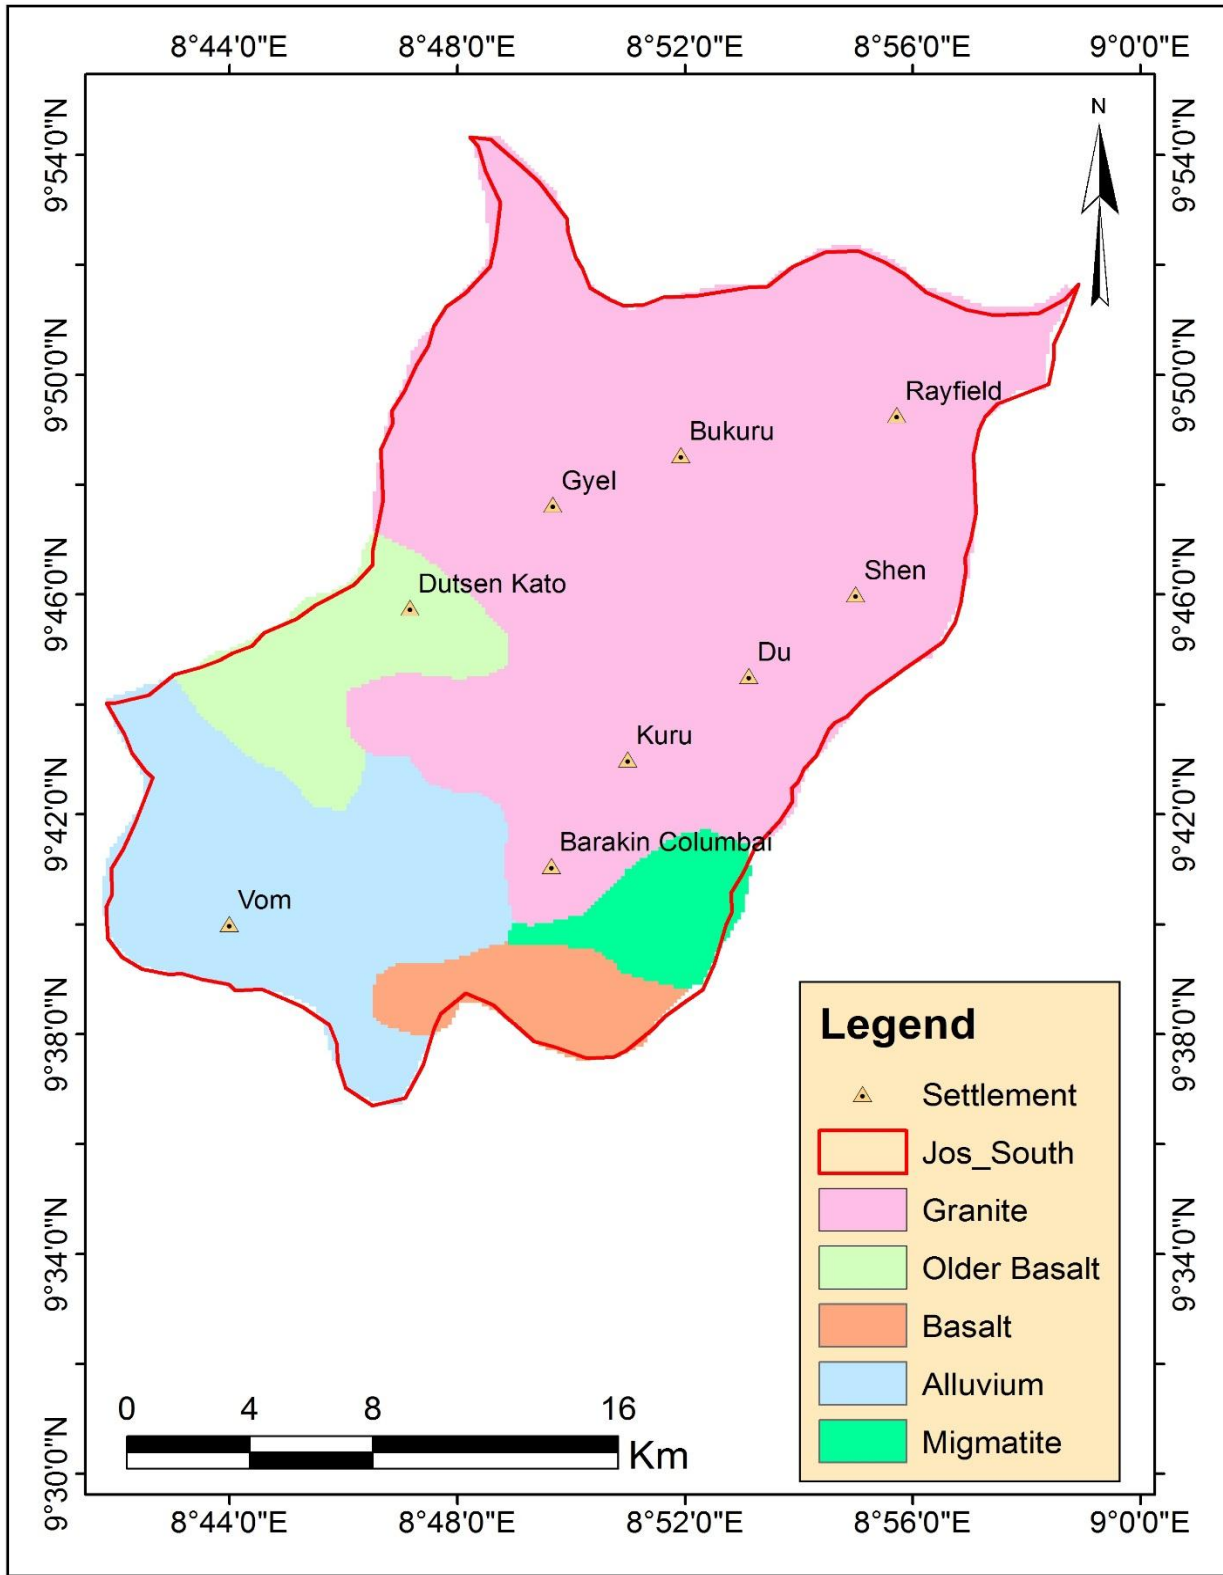 8°44'0"E 8°48'0"E 8°52'0"E 8°56'0"E 9°0'0"E
N
9°54'0"N 9°54'0"N
9°50'0"N 9°50'0"N
Rayfield
Bukuru
Gyel
Shen
Dutsen Kato
9°46'0"N 9°46'0"N
Du
Kuru
9°42'0"N 9°42'0"N
Barakin Columbai
Vom
9°38'0"N 9°38'0"N
Legend
Settlement
Jos_South
Granite
Older Basalt
9°34'0"N 9°34'0"N
Basalt
Alluvium
Migmatite
0 4 8 16
Km
9°30'0"N 9°30'0"N
8°44'0"E 8°48'0"E 8°52'0"E 8°56'0"E 9°0'0"E